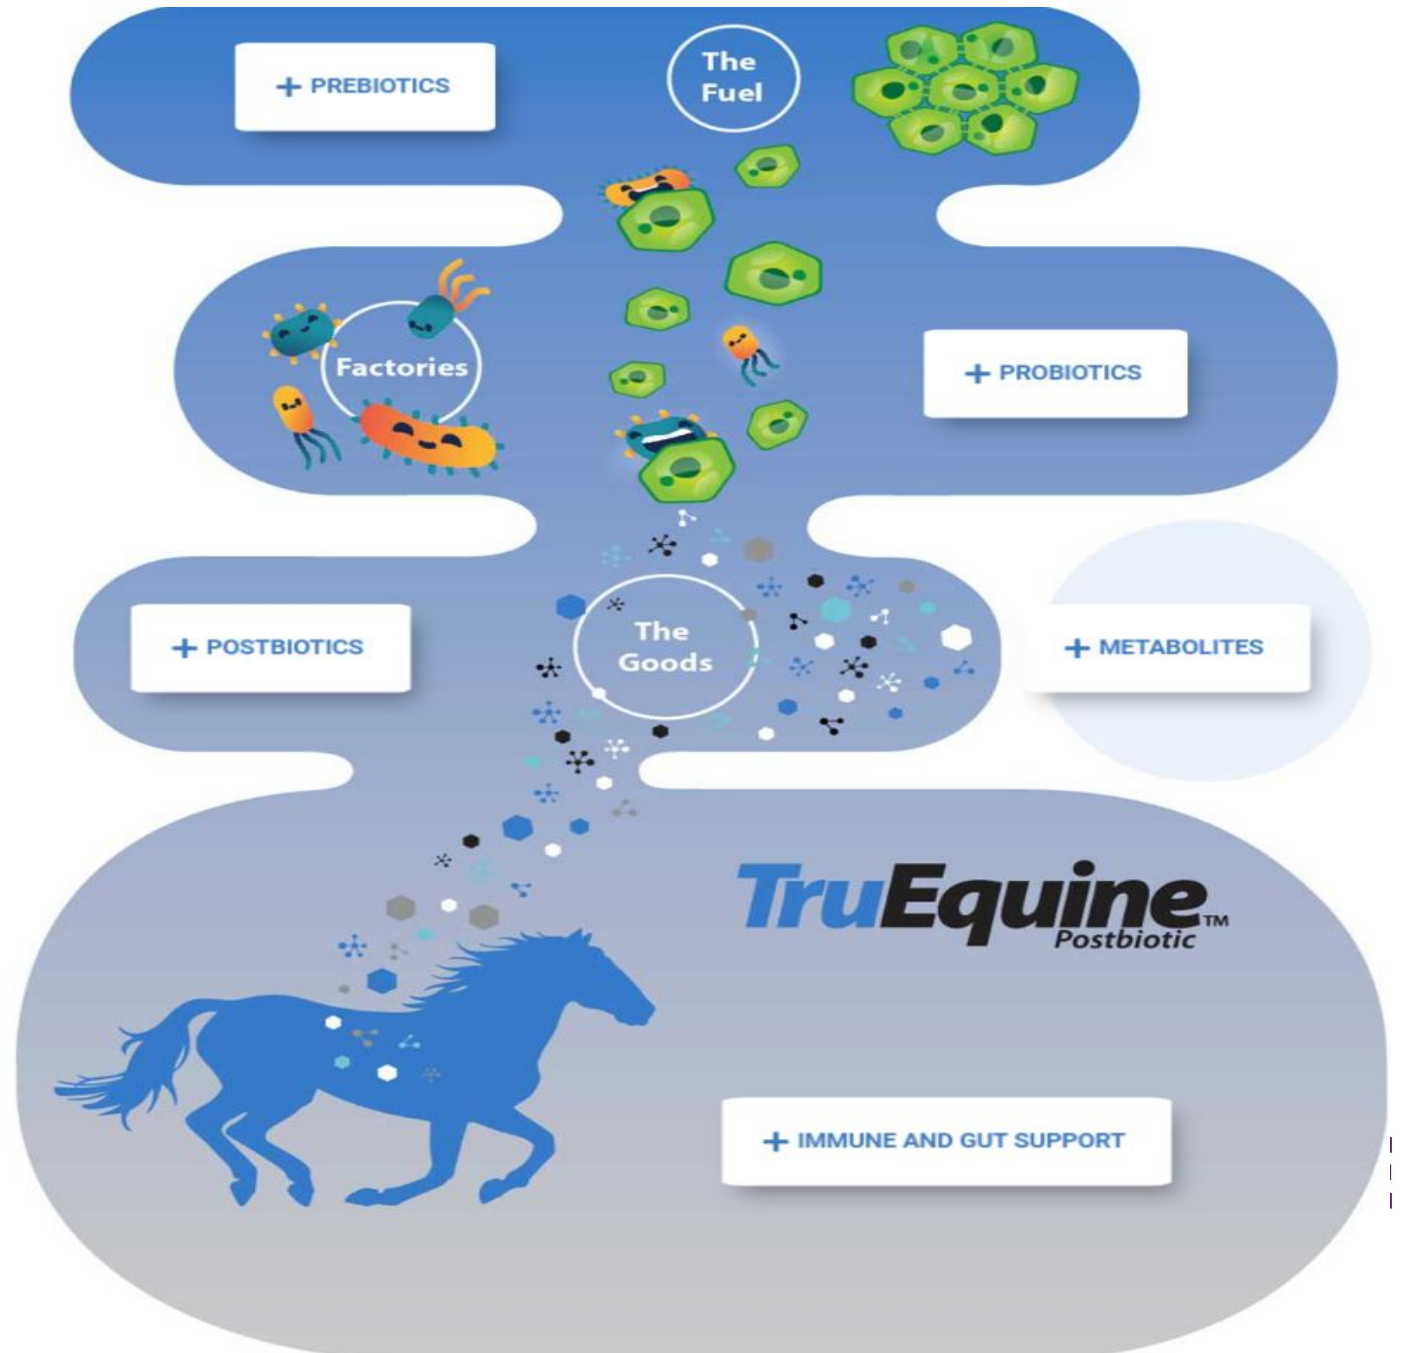 + PREBIOTICS
The
Fuel
Factories
+ PROBIOTICS
+ POSTBIOTICS
The
Goods
+ METABOLITES
TruEquine™
Postbiotic
+ IMMUNE AND GUT SUPPORT